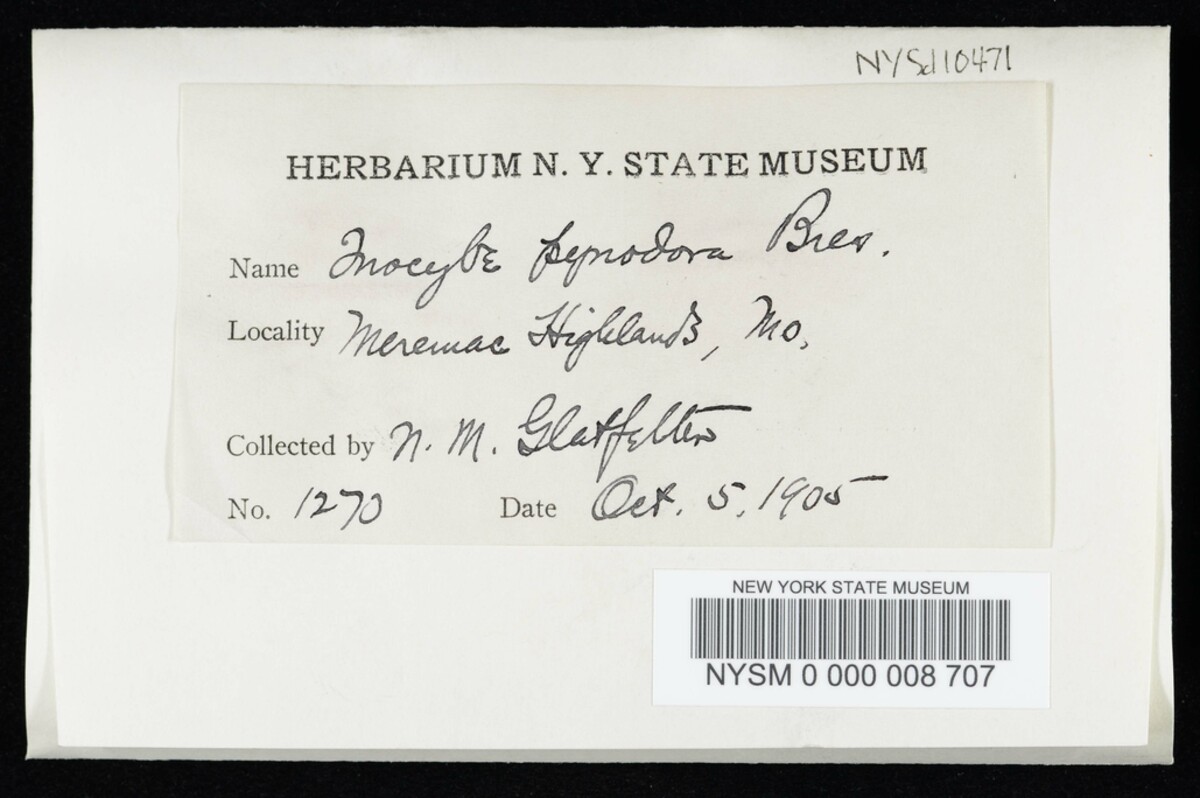 NYSd10471
HERBARIUM N. Y. STATE MUSEUM
Name Inocybe pyriodora Bres.
Locality Meremac Highlands, Mo.
Collected by N. M. Glatfelter
No. 1270 Date Oct. 5, 1905
NEW YORK STATE MUSEUM
NYSM 0 000 008 707